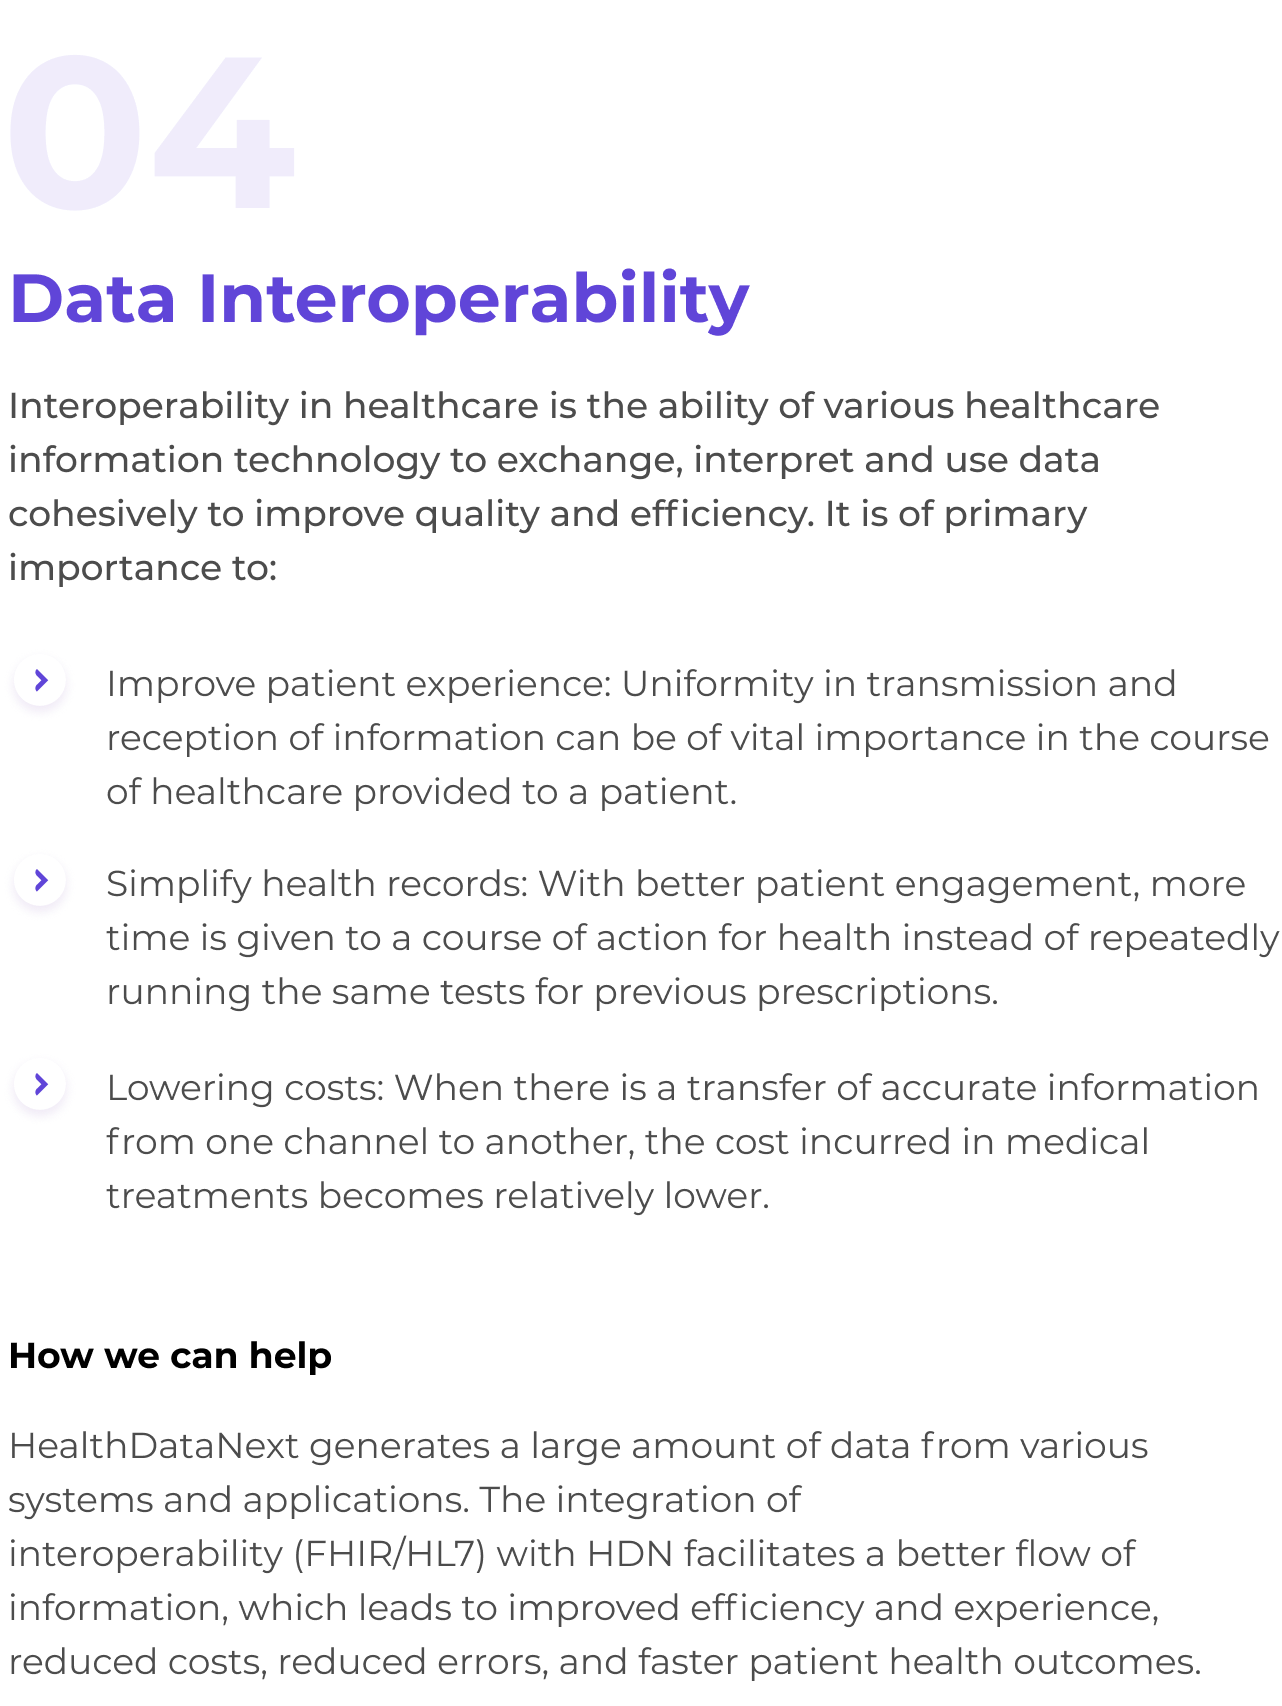 04
Data Interoperability
Interoperability in healthcare is the ability of various healthcare
information technology to exchange, interpret and use data
cohesively to improve quality and efficiency. It is of primary
importance to:
Improve patient experience: Uniformity in transmission and
reception of information can be of vital importance in the course
of healthcare provided to a patient.
Simplify health records: With better patient engagement, more
time is given to a course of action for health instead of repeatedly
running the same tests for previous prescriptions.
Lowering costs: When there is a transfer of accurate information
from one channel to another, the cost incurred in medical
treatments becomes relatively lower.
How we can help
HealthDataNext generates a large amount of data from various
systems and applications. The integration of
interoperability (FHIR/HL7) with HDN facilitates a better flow of
information, which leads to improved efficiency and experience,
reduced costs, reduced errors, and faster patient health outcomes.